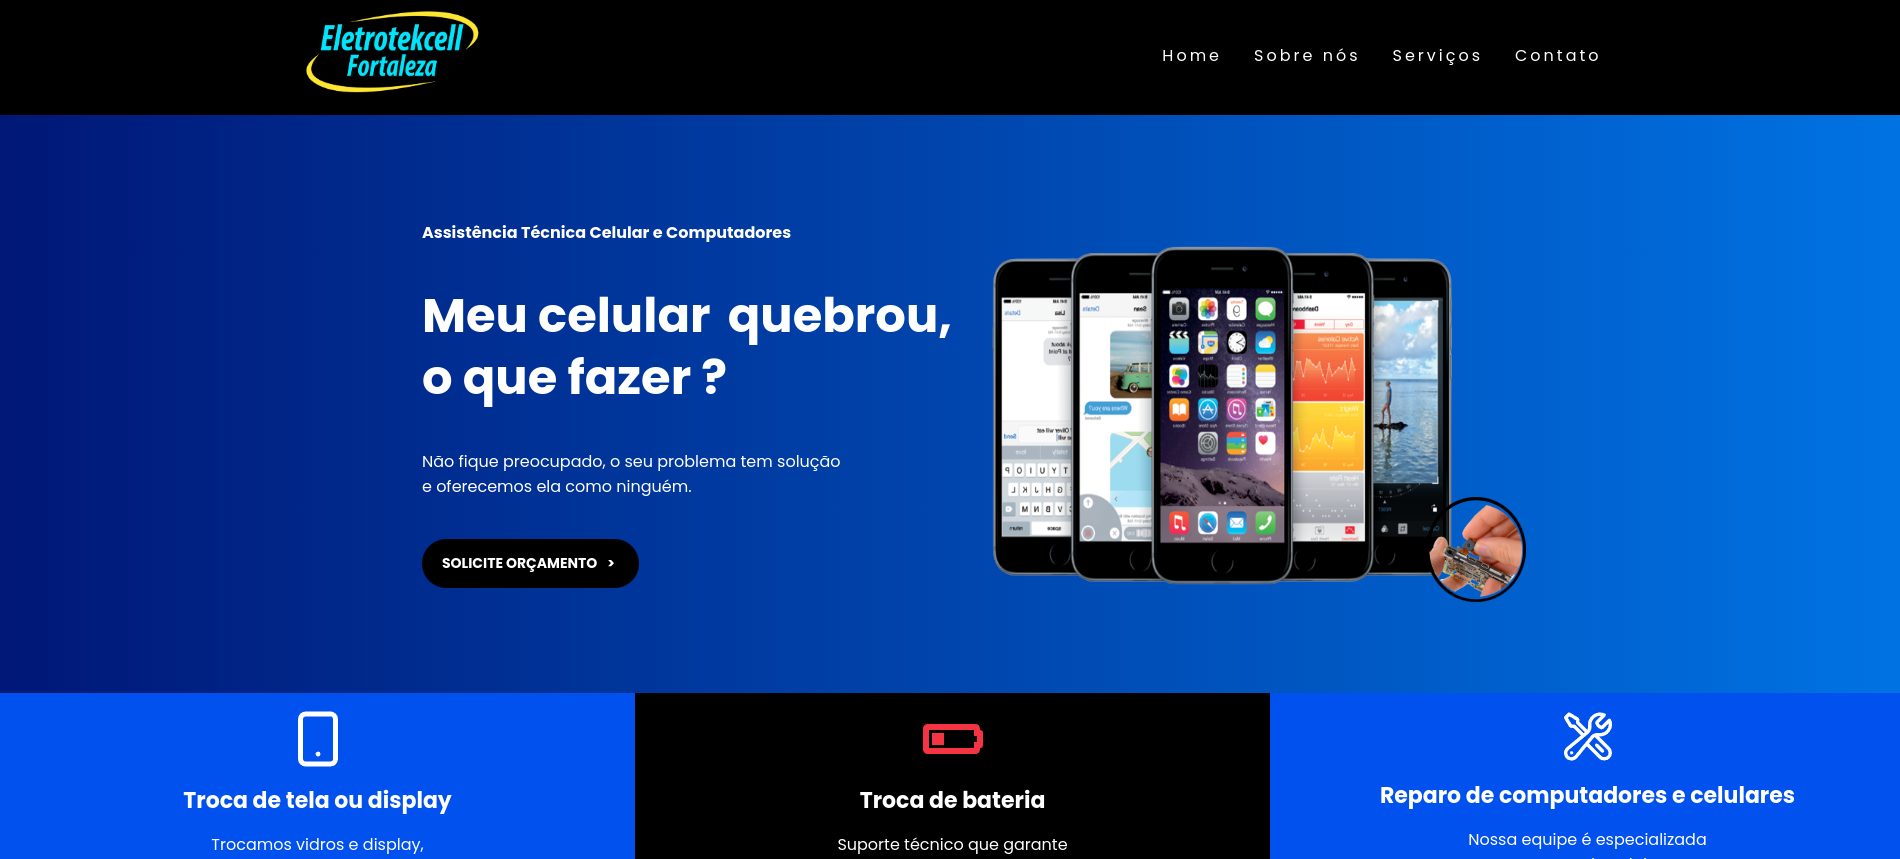 Eletrotekcell
Fortaleza
Home
Sobre nós
Serviços
Contato
Assistência Técnica Celular e Computadores
Meu celular quebrou,
o que fazer ?
Não fique preocupado, o seu problema tem solução
e oferecemos ela como ninguém.
SOLICITE ORÇAMENTO >
Troca de tela ou display
Trocamos vidros e display,
Troca de bateria
Suporte técnico que garante
Reparo de computadores e celulares
Nossa equipe é especializada